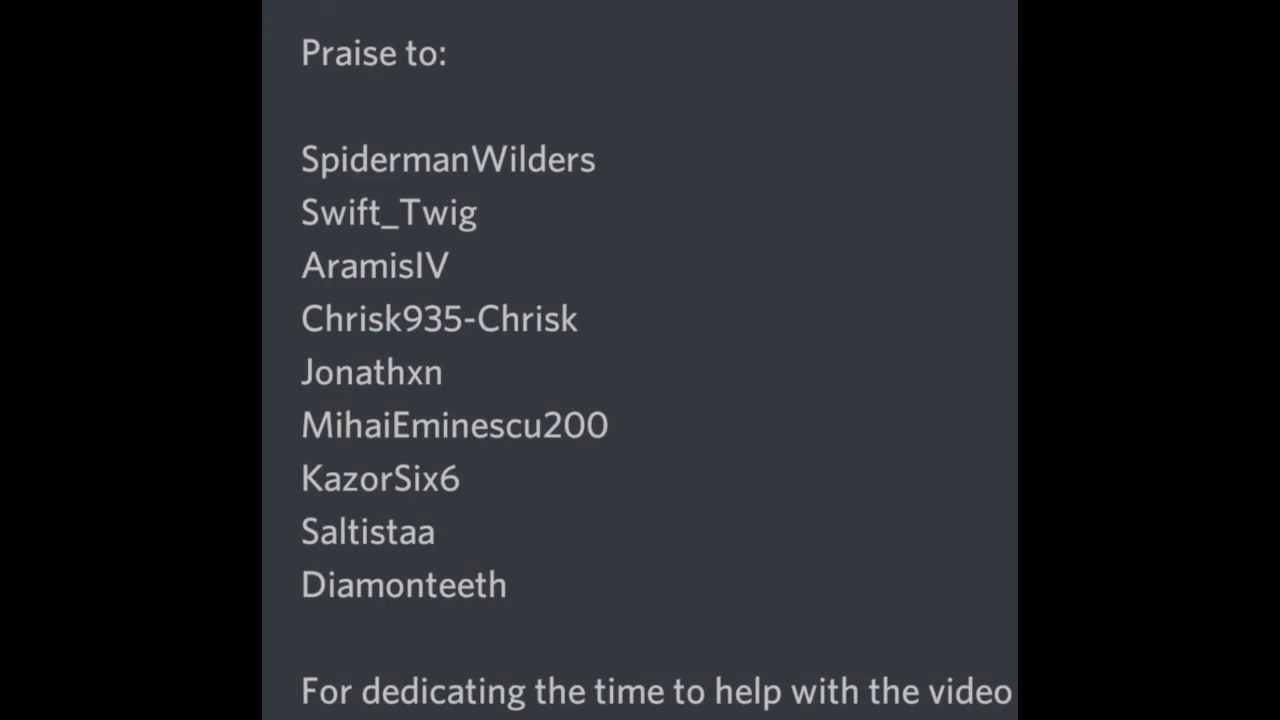 Praise to:
SpidermanWilders
Swift_Twig
AramisIV
Chrisk935-Chrisk
Jonathxn
MihaiEminescu200
KazorSix6
Saltistaa
Diamonteeth
For dedicating the time to help with the video